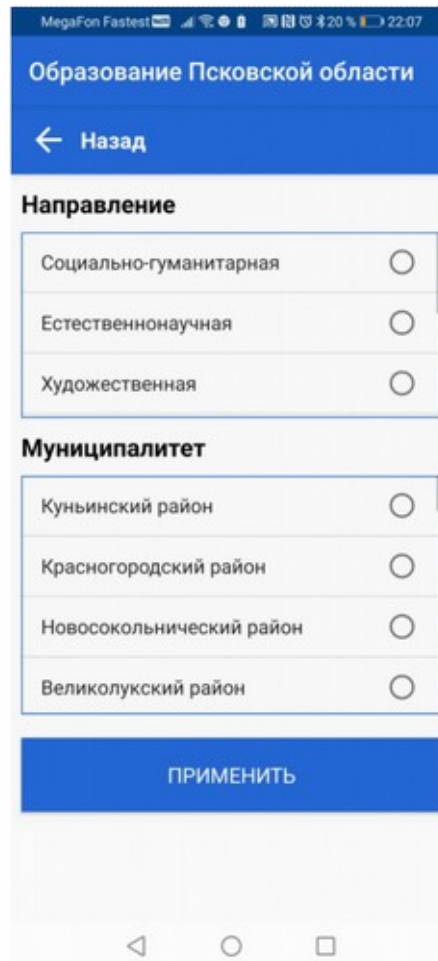 MegaFon Fastest 20 % 22:07
Образование Псковской области
Назад
Направление
Социально-гуманитарная
Естественнонаучная
Художественная
Муниципалитет
Куньинский район
Красногородский район
Новосокольнический район
Великолукский район
ПРИМЕНИТЬ